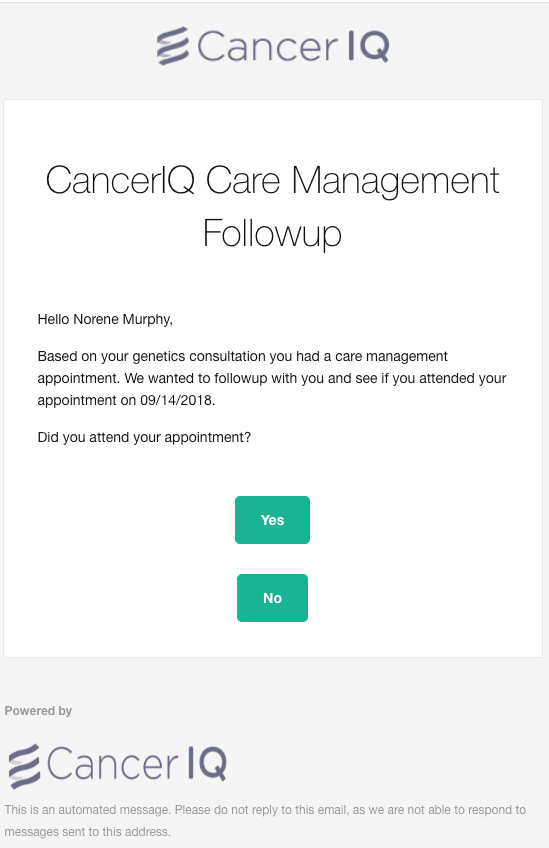 CancerIQ
CancerIQ Care Management
Followup
Hello Norene Murphy,
Based on your genetics consultation you had a care management
appointment. We wanted to followup with you and see if you attended your
appointment on 09/14/2018.
Did you attend your appointment?
Yes
No
Powered by
CancerIQ
This is an automated message. Please do not reply to this email, as we are not able to respond to
messages sent to this address.